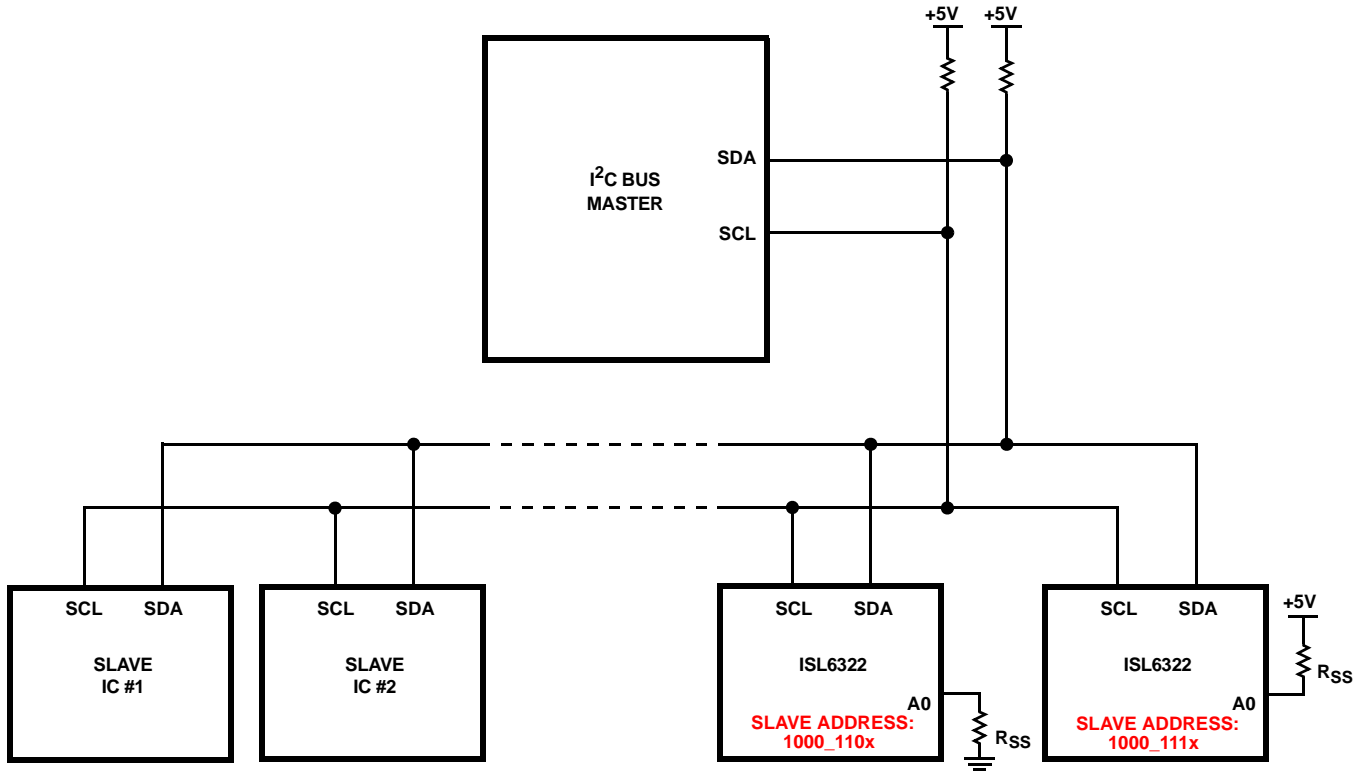 +5V +5V
I²C BUS
MASTER
SDA
SCL
SCL SDA
SLAVE
IC #1
SCL SDA
SLAVE
IC #2
SCL SDA
ISL6322
A0
SLAVE ADDRESS:
1000_110x
RSS
SCL SDA
ISL6322
A0
SLAVE ADDRESS:
1000_111x
+5V
RSS